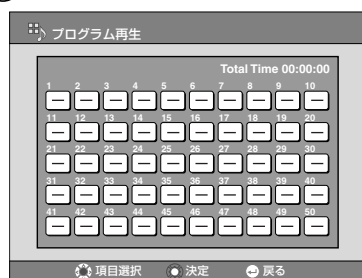 プログラム再生
Total Time 00:00:00
1 2 3 4 5 6 7 8 9 10
— — — — — — — — — —
11 12 13 14 15 16 17 18 19 20
— — — — — — — — — —
21 22 23 24 25 26 27 28 29 30
— — — — — — — — — —
31 32 33 34 35 36 37 38 39 40
— — — — — — — — — —
41 42 43 44 45 46 47 48 49 50
— — — — — — — — — —
項目選択 決定 戻る